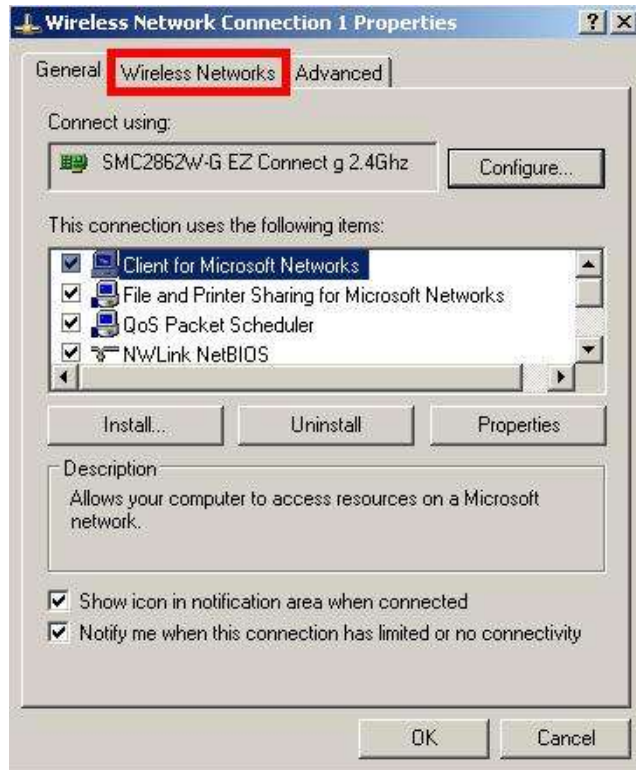 Wireless Network Connection 1 Properties
General Wireless Networks Advanced
Connect using:
SMC2862W-G EZ Connect g 2.4Ghz Configure...
This connection uses the following items:
Client for Microsoft Networks
File and Printer Sharing for Microsoft Networks
QoS Packet Scheduler
NWLink NetBIOS
Install... Uninstall Properties
Description
Allows your computer to access resources on a Microsoft
network.
Show icon in notification area when connected
Notify me when this connection has limited or no connectivity
OK Cancel